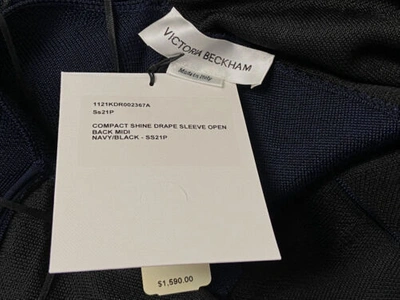 VICTORIA BECKHAM
Made in Italy
1121KDR002367A
Ss21P
COMPACT SHINE DRAPE SLEEVE OPEN
BACK MIDI
NAVY/BLACK - SS21P
$1,590.00